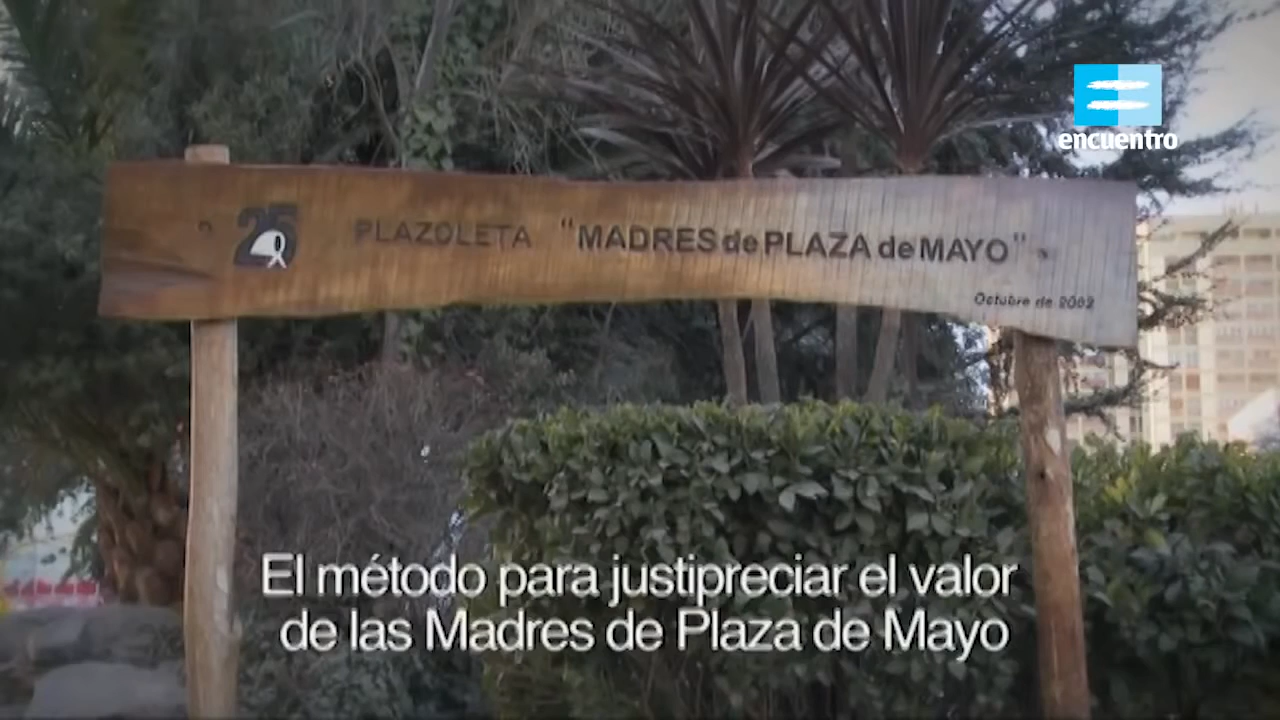 encuentro
25 PLAZOLETA "MADRES de PLAZA de MAYO"
Octubre de 2002
El método para justipreciar el valor
de las Madres de Plaza de Mayo